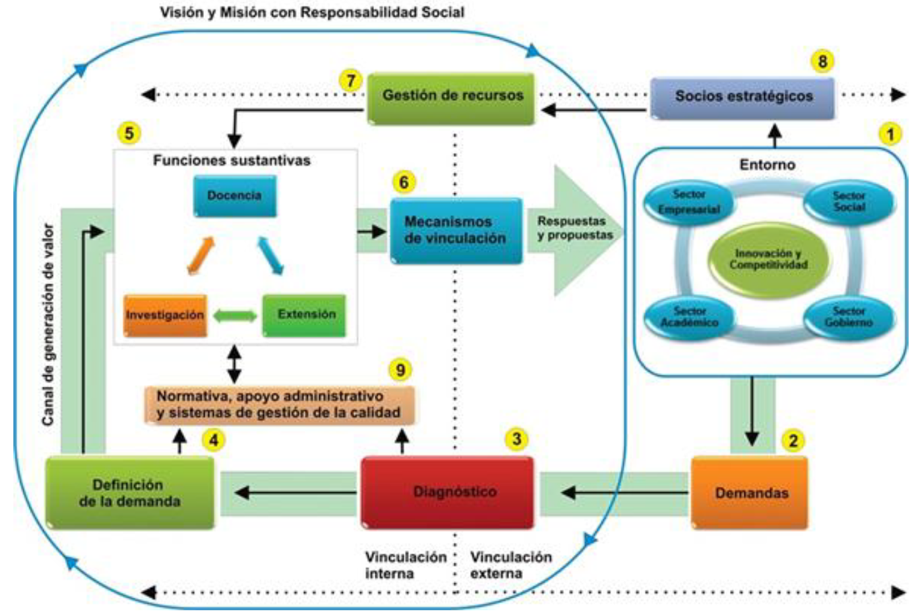 Visión y Misión con Responsabilidad Social
7
Gestión de recursos
8
Socios estratégicos
1
Entorno
Sector
Empresarial
Sector
Social
Innovación y
Competitividad
Sector
Académico
Sector
Gobierno
5
Funciones sustantivas
Docencia
Investigación
Extensión
6
Mecanismos
de vinculación
Respuestas
y propuestas
Canal de generación de valor
9
Normativa, apoyo administrativo
y sistemas de gestión de la calidad
4
Definición
de la demanda
3
Diagnóstico
2
Demandas
Vinculación
interna
Vinculación
externa